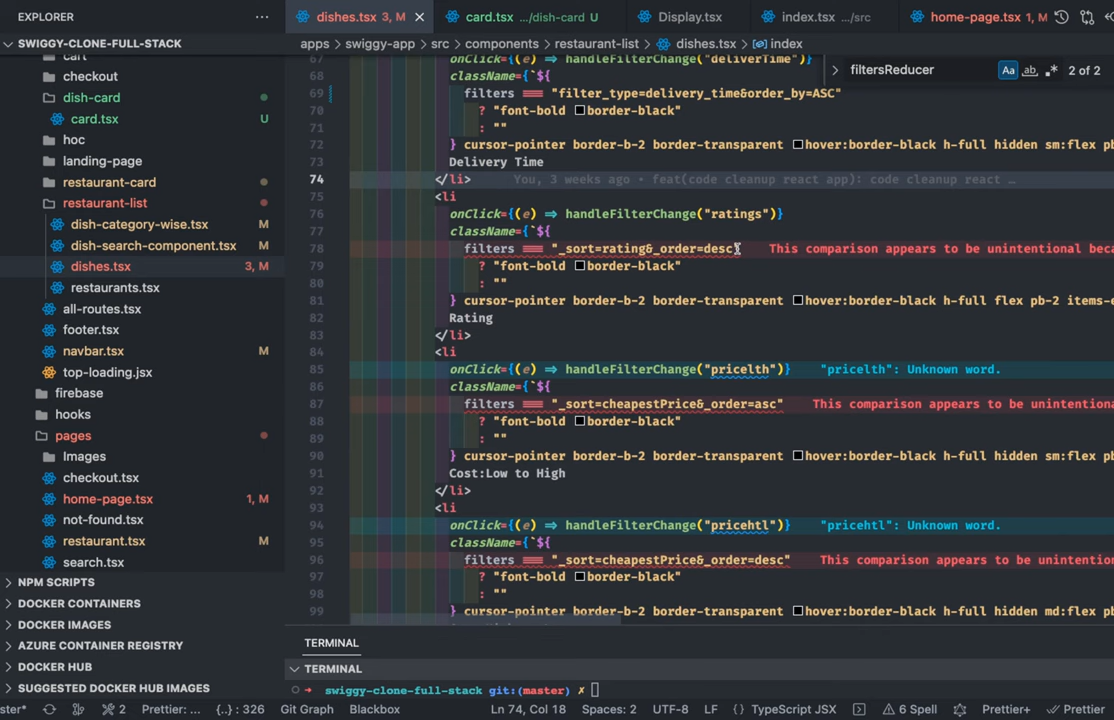 EXPLORER ...
dishes.tsx 3, M
card.tsx .../dish-card U
Display.tsx
index.tsx .../src
home-page.tsx 1, M
SWIGGY-CLONE-FULL-STACK
apps > swiggy-app > src > components > restaurant-list > dishes.tsx > index
filtersReducer Aa ab 2 of 2
cart
checkout
dish-card
card.tsx U
hoc
landing-page
restaurant-card
restaurant-list
dish-category-wise.tsx M
dish-search-component.tsx M
dishes.tsx 3, M
restaurants.tsx
all-routes.tsx
footer.tsx
navbar.tsx M
top-loading.jsx
firebase
hooks
pages
Images
checkout.tsx
home-page.tsx 1, M
not-found.tsx
restaurant.tsx M
search.tsx
NPM SCRIPTS
DOCKER CONTAINERS
DOCKER IMAGES
AZURE CONTAINER REGISTRY
DOCKER HUB
SUGGESTED DOCKER HUB IMAGES
67 onClick={(e) => handleFilterChange("deliverTime")}
68 className={`${
69 filters === "filter_type=delivery_time&order_by=ASC"
70 ? "font-bold border-black"
71 : ""
72 } cursor-pointer border-b-2 border-transparent hover:border-black h-full hidden sm:flex pb
73 Delivery Time
74 </li> You, 3 weeks ago • feat(code cleanup react app): code cleanup react …
75 <li
76 onClick={(e) => handleFilterChange("ratings")}
77 className={`${
78 filters === "_sort=rating&_order=desc" This comparison appears to be unintentional beca
79 ? "font-bold border-black"
80 : ""
81 } cursor-pointer border-b-2 border-transparent hover:border-black h-full flex pb-2 items-c
82 Rating
83 </li>
84 <li
85 onClick={(e) => handleFilterChange("pricelth")} "pricelth": Unknown word.
86 className={`${
87 filters === "_sort=cheapestPrice&_order=asc" This comparison appears to be unintentiona
88 ? "font-bold border-black"
89 : ""
90 } cursor-pointer border-b-2 border-transparent hover:border-black h-full hidden sm:flex pb
91 Cost:Low to High
92 </li>
93 <li
94 onClick={(e) => handleFilterChange("pricehtl")} "pricehtl": Unknown word.
95 className={`${
96 filters === "_sort=cheapestPrice&_order=desc" This comparison appears to be unintention
97 ? "font-bold border-black"
98 : ""
99 } cursor-pointer border-b-2 border-transparent hover:border-black h-full hidden md:flex pb
TERMINAL
TERMINAL
swiggy-clone-full-stack git:(master) ✗
ster* 2 Prettier: ... {..} : 326 Git Graph Blackbox Ln 74, Col 18 Spaces: 2 UTF-8 LF {} TypeScript JSX 6 Spell Prettier+ Prettier